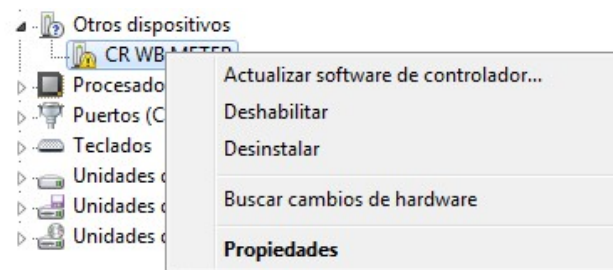 Otros dispositivos
CR WB METER
Actualizar software de controlador...
Procesado
Puertos (C
Deshabilitar
Teclados
Desinstalar
Unidades
Unidades
Buscar cambios de hardware
Unidades
Propiedades